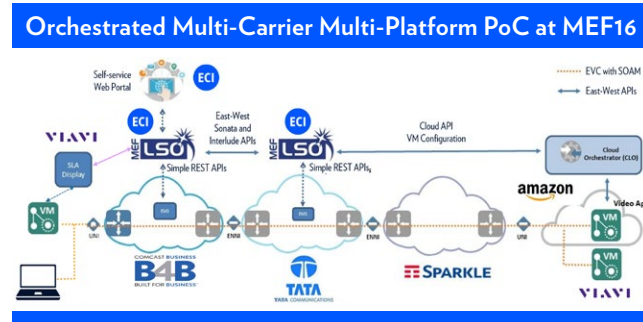 Orchestrated Multi-Carrier Multi-Platform PoC at MEF16
Self-service
Web Portal
ECI
EVC with SOAM
East-West APIs
ECI
ECI
VIAVI
East-West
Sonata and
Interlude APIs
Cloud API
VM Configuration
MEF LSO
MEF LSO
Cloud
Orchestrator (CLO)
SLA
Display
Simple REST APIs
Simple REST APIs
amazon
Video Ap
VM
VM
UNI
ENNI
ENNI
UNI
VM
COMCAST BUSINESS
B4B
BUILT FOR BUSINESS
TATA
TATA COMMUNICATIONS
SPARKLE
VIAVI